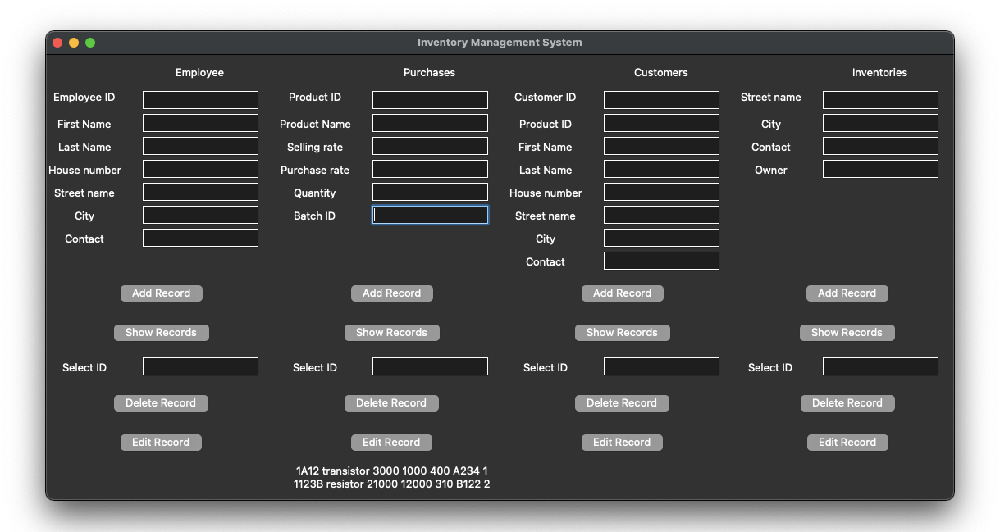 Inventory Management System
Employee Purchases Customers Inventories
Employee ID Product ID Customer ID Street name
First Name Product Name Product ID City
Last Name Selling rate First Name Contact
House number Purchase rate Last Name Owner
Street name Quantity House number
City Batch ID Street name
Contact City
Contact
Add Record Add Record Add Record Add Record
Show Records Show Records Show Records Show Records
Select ID Select ID Select ID Select ID
Delete Record Delete Record Delete Record Delete Record
Edit Record Edit Record Edit Record Edit Record
1A12 transistor 3000 1000 400 A234 1
1123B resistor 21000 12000 310 B122 2